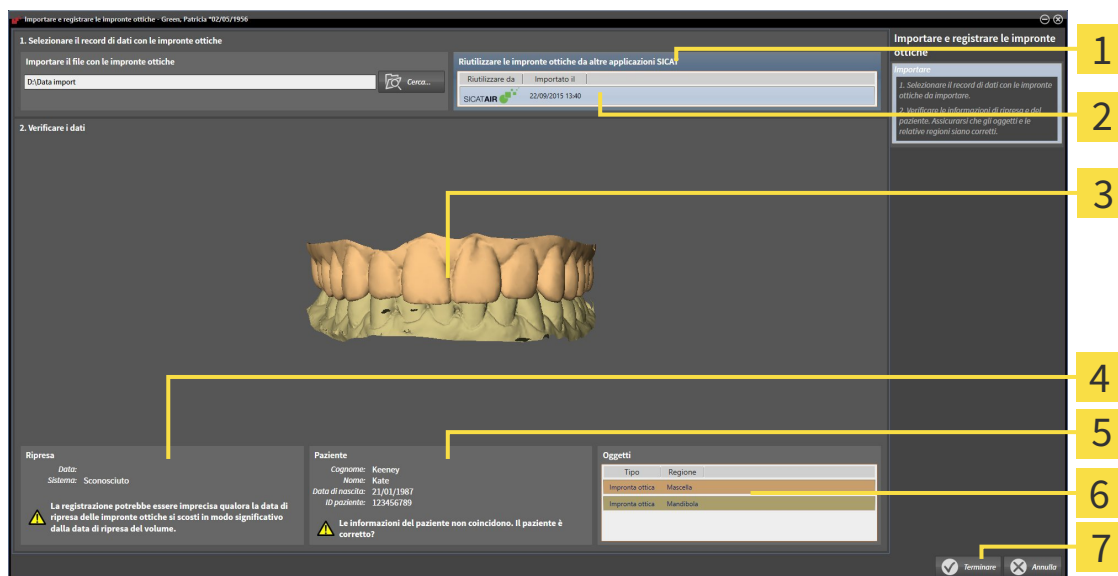 Importare e registrare le impronte ottiche - Green, Patricia *02/05/1956
1. Selezionare il record di dati con le impronte ottiche
Importare il file con le impronte ottiche
D:\Data import
Cerca...
Riutilizzare le impronte ottiche da altre applicazioni SICAT
Riutilizzare da
Importato il
SICATAIR
22/09/2015 13:40
Importare e registrare le impronte
ottiche
Importare
1. Selezionare il record di dati con le impronte
ottiche da importare.
2. Verificare le informazioni di ripresa e del
paziente. Assicurarsi che gli oggetti e le
relative regioni siano corretti.
1
2
3
4
5
6
7
2. Verificare i dati
Ripresa
Data:
Sistema: Sconosciuto
La registrazione potrebbe essere imprecisa qualora la data di
ripresa delle impronte ottiche si scosti in modo significativo
dalla data di ripresa del volume.
Paziente
Cognome: Keeney
Nome: Kate
Data di nascita: 21/01/1987
ID paziente: 123456789
Le informazioni del paziente non coincidono. Il paziente è
corretto?
Oggetti
Tipo
Regione
Impronta ottica Mascella
Impronta ottica Mandibola
Terminare
Annulla